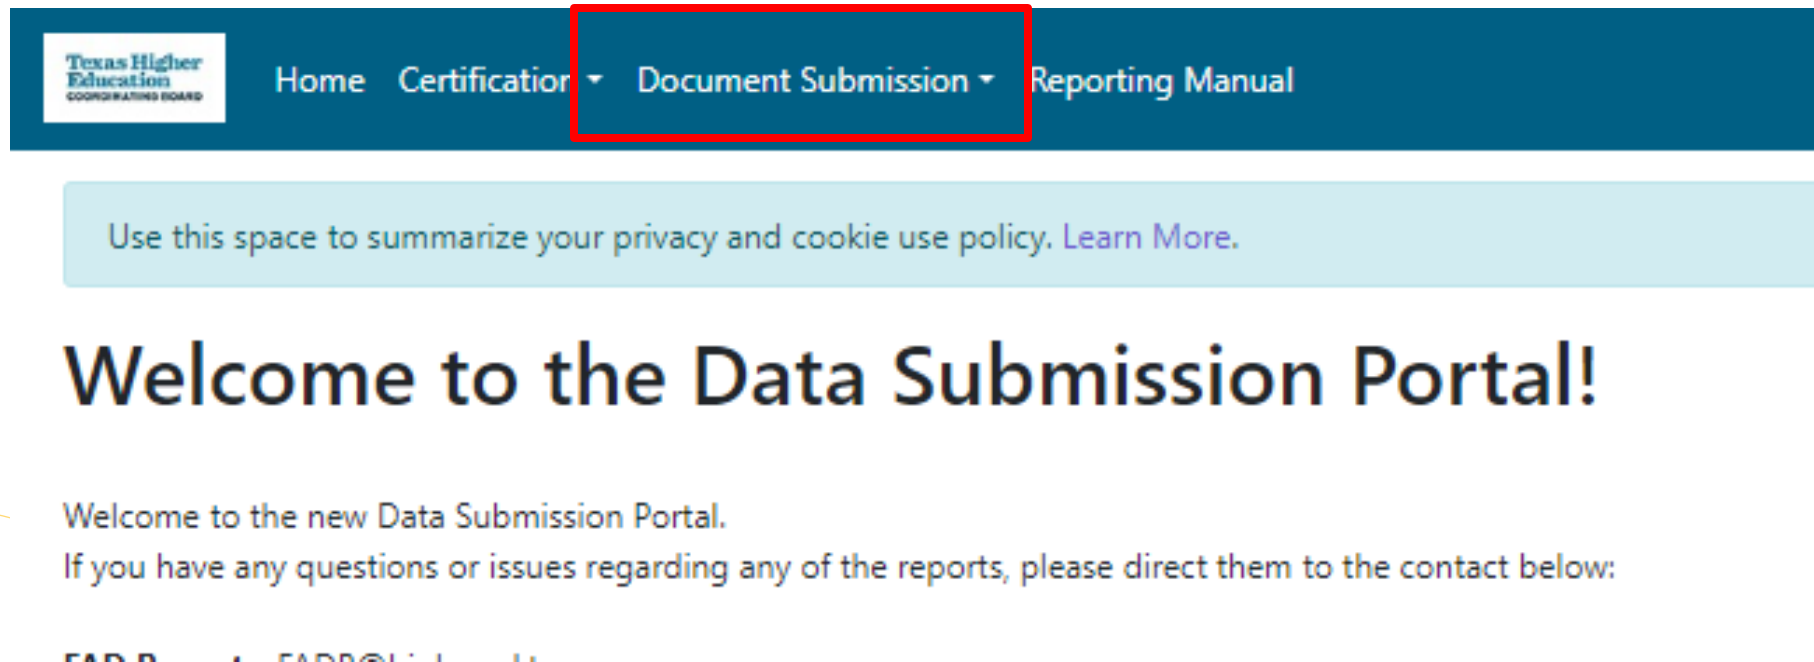 Texas Higher
Education
COORDINATING BOARD
Home Certification Document Submission Reporting Manual
Use this space to summarize your privacy and cookie use policy. Learn More.
Welcome to the Data Submission Portal!
Welcome to the new Data Submission Portal.
If you have any questions or issues regarding any of the reports, please direct them to the contact below: